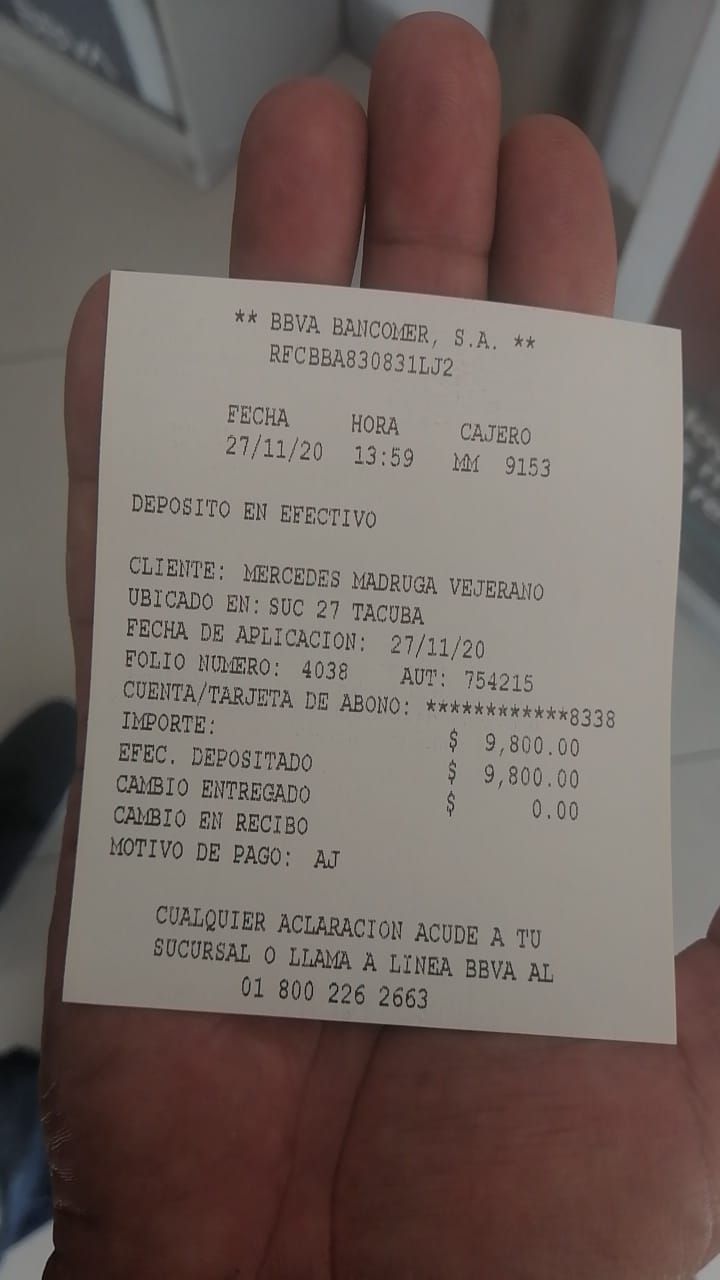 ** BBVA BANCOMER, S.A. **
RFCBBA830831LJ2
FECHA HORA CAJERO
27/11/20 13:59 MM 9153
DEPOSITO EN EFECTIVO
CLIENTE: MERCEDES MADRUGA VEJERANO
UBICADO EN: SUC 27 TACUBA
FECHA DE APLICACION: 27/11/20
FOLIO NUMERO: 4038 AUT: 754215
CUENTA/TARJETA DE ABONO: ************8338
IMPORTE: $ 9,800.00
EFEC. DEPOSITADO $ 9,800.00
CAMBIO ENTREGADO $ 0.00
CAMBIO EN RECIBO
MOTIVO DE PAGO: AJ
CUALQUIER ACLARACION ACUDE A TU
SUCURSAL O LLAMA A LINEA BBVA AL
01 800 226 2663